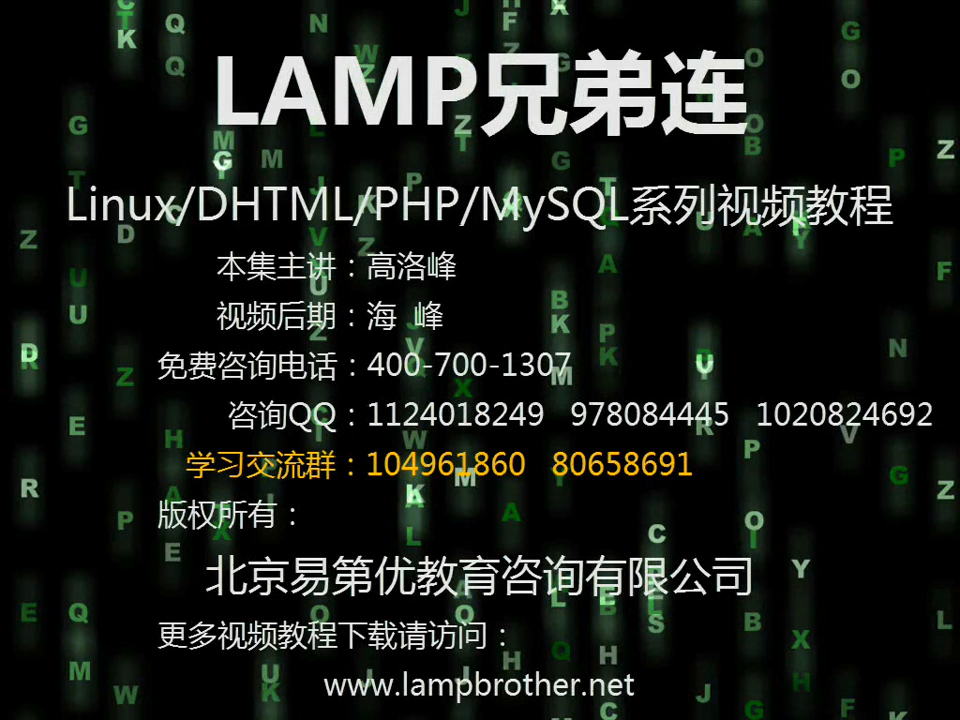 LAMP兄弟连
Linux/DHTML/PHP/MySQL系列视频教程
本集主讲：高洛峰
视频后期：海 峰
免费咨询电话：400-700-1307
咨询QQ：1124018249 978084445 1020824692
学习交流群：104961860 80658691
版权所有：
北京易第优教育咨询有限公司
更多视频教程下载请访问：
www.lampbrother.net